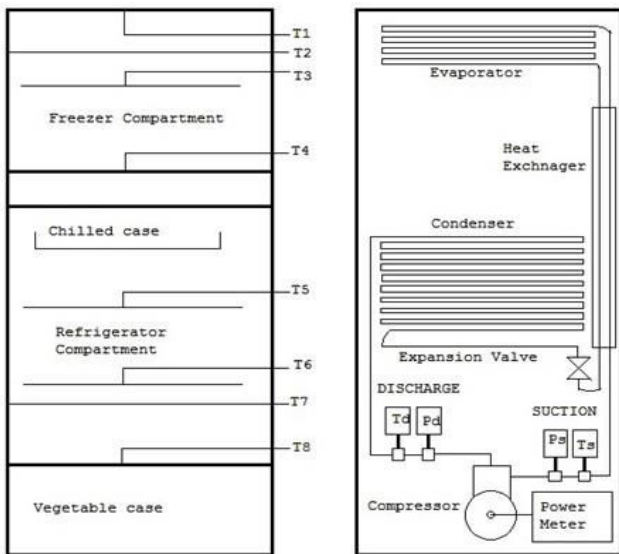 T1
T2
T3
Freezer Compartment
T4
Chilled case
T5
Refrigerator
Compartment
T6
T7
T8
Vegetable case
Evaporator
Heat
Exchnager
Condenser
Expansion Valve
DISCHARGE
SUCTION
Td
Pd
Ps
Ts
Compressor
Power
Meter